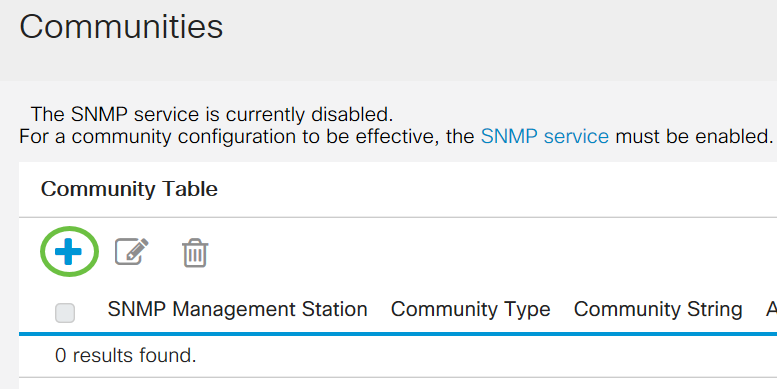 Communities
The SNMP service is currently disabled.
For a community configuration to be effective, the SNMP service must be enabled.
Community Table
SNMP Management Station Community Type Community String A
0 results found.